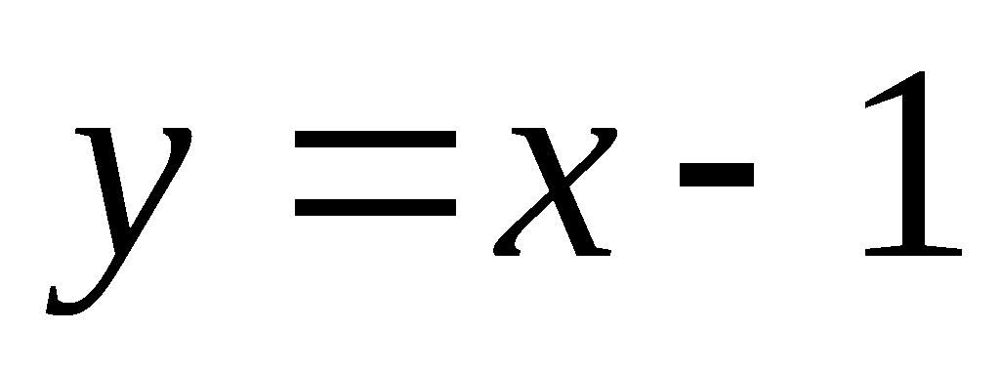 y = x - 1